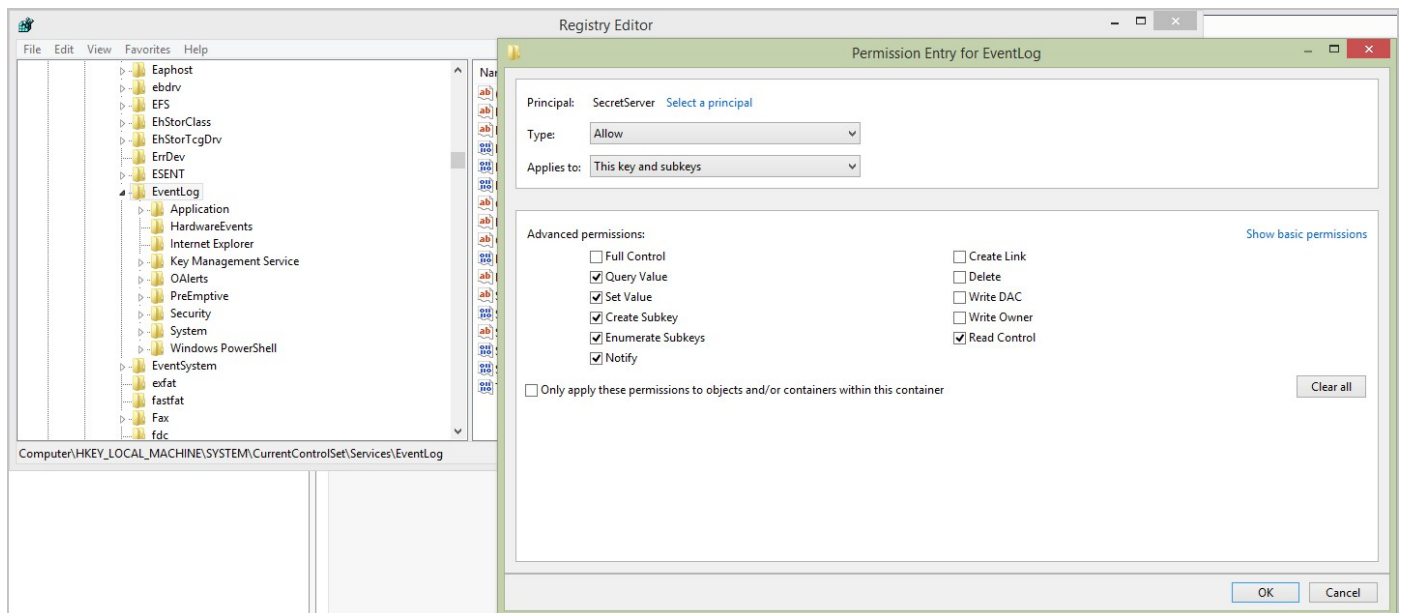 Registry Editor
File Edit View Favorites Help
Eaphost
ebdrv
EFS
EhStorClass
EhStorTcgDrv
ErrDev
ESENT
EventLog
Application
HardwareEvents
Internet Explorer
Key Management Service
OAlerts
PreEmptive
Security
System
Windows PowerShell
EventSystem
exfat
fastfat
Fax
fdc
Computer\HKEY_LOCAL_MACHINE\SYSTEM\CurrentControlSet\Services\EventLog
Permission Entry for EventLog
Principal: SecretServer Select a principal
Type: Allow
Applies to: This key and subkeys
Advanced permissions: Show basic permissions
Full Control Create Link
Query Value Delete
Set Value Write DAC
Create Subkey Write Owner
Enumerate Subkeys Read Control
Notify
Only apply these permissions to objects and/or containers within this container Clear all
OK Cancel